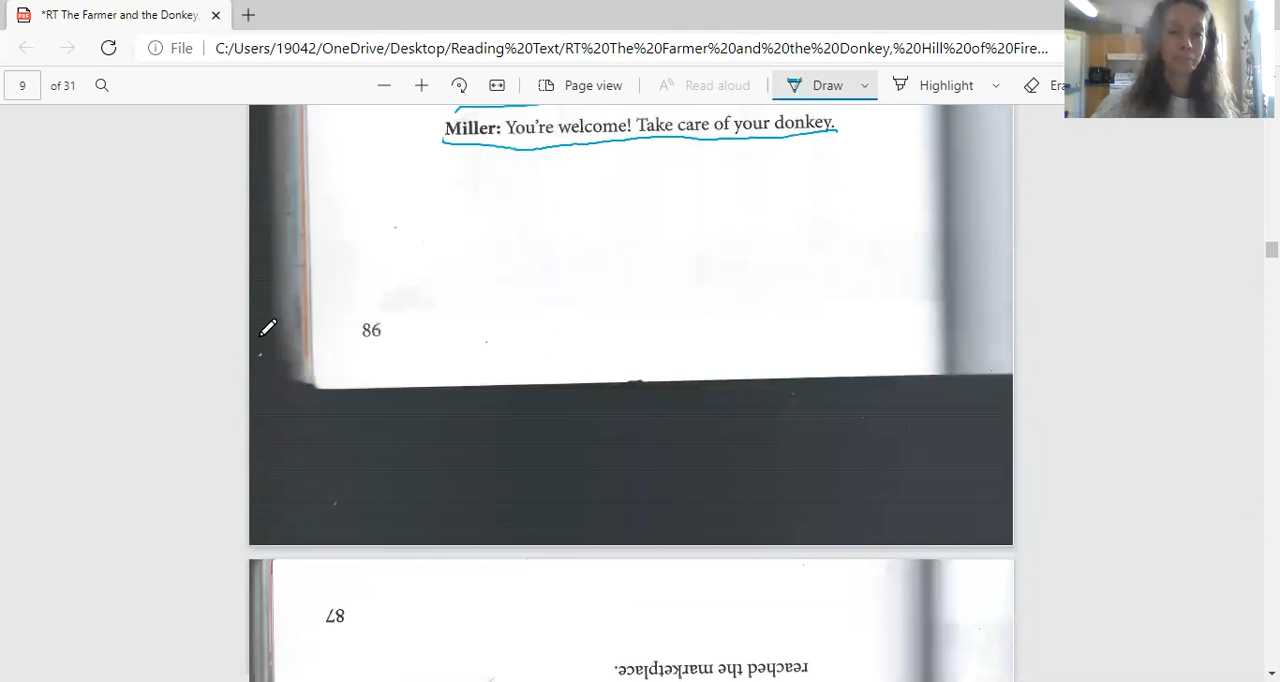 *RT The Farmer and the Donkey,
File
C:/Users/19042/OneDrive/Desktop/Reading%20Text/RT%20The%20Farmer%20and%20the%20Donkey,%20Hill%20of%20Fire...
9 of 31
Page view
Read aloud
Draw
Highlight
Era
Miller: You're welcome! Take care of your donkey.
86
87
reached the marketplace.